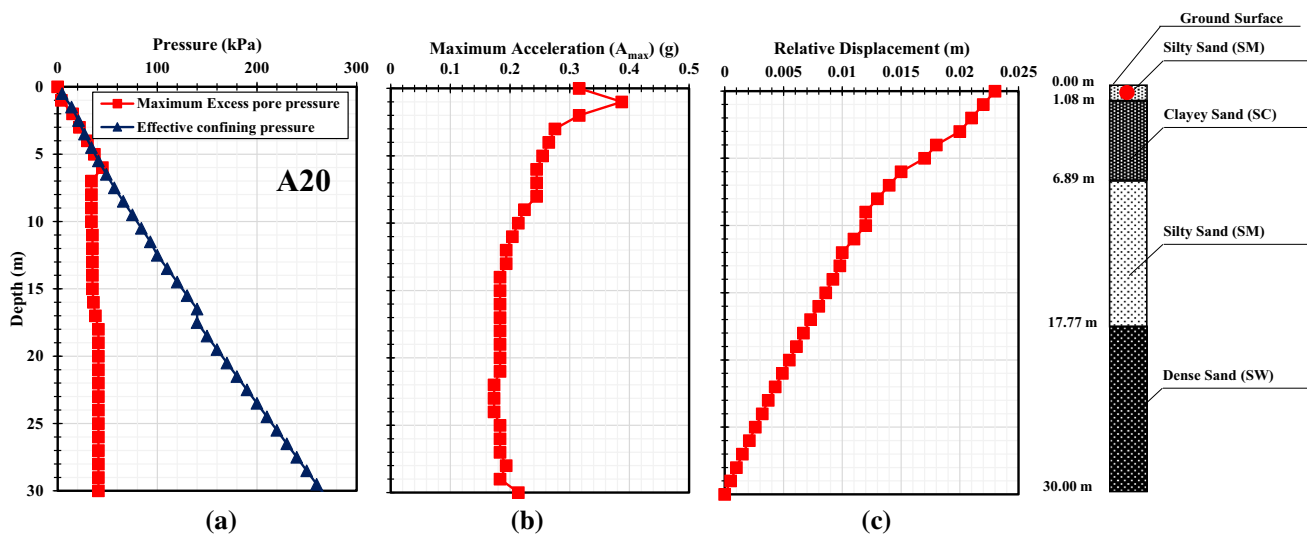 Pressure (kPa)
0 100 200 300
Maximum Excess pore pressure
Effective confining pressure
A20
Depth (m)
0
5
10
15
20
25
30
(a)
Maximum Acceleration (Amax) (g)
0 0.1 0.2 0.3 0.4 0.5
(b)
Relative Displacement (m)
0 0.005 0.01 0.015 0.02 0.025
(c)
Ground Surface
Silty Sand (SM)
0.00 m
1.08 m
Clayey Sand (SC)
6.89 m
Silty Sand (SM)
17.77 m
Dense Sand (SW)
30.00 m